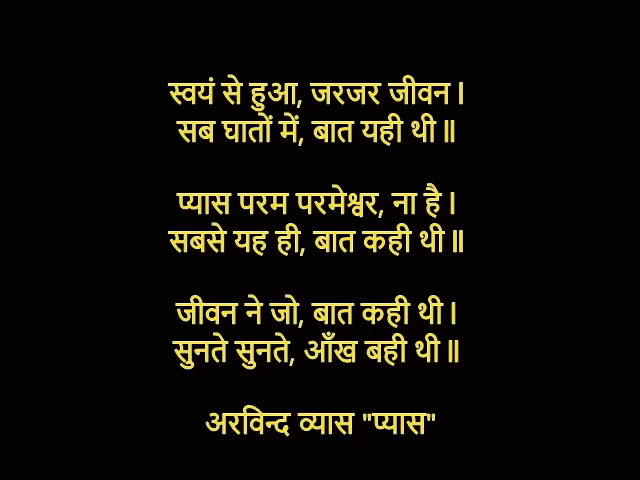 स्वयं से हुआ, जरजर जीवन।
सब घातों में, बात यही थी॥
प्यास परम परमेश्वर, ना है।
सबसे यह ही, बात कही थी॥
जीवन ने जो, बात कही थी।
सुनते सुनते, आँख बही थी॥
अरविन्द व्यास "प्यास"